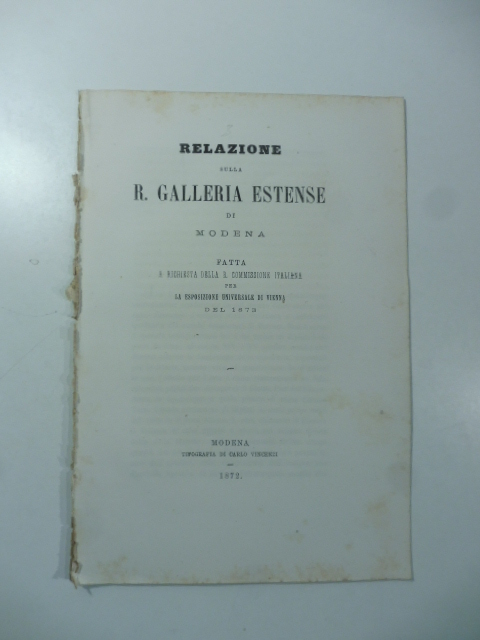 RELAZIONE
SULLA
R. GALLERIA ESTENSE
DI
MODENA
FATTA
A RICHIESTA DELLA R. COMMISSIONE ITALIANA
PER
LA ESPOSIZIONE UNIVERSALE DI VIENNA
DEL 1873
MODENA
TIPOGRAFIA DI CARLO VINCENZI
1872.